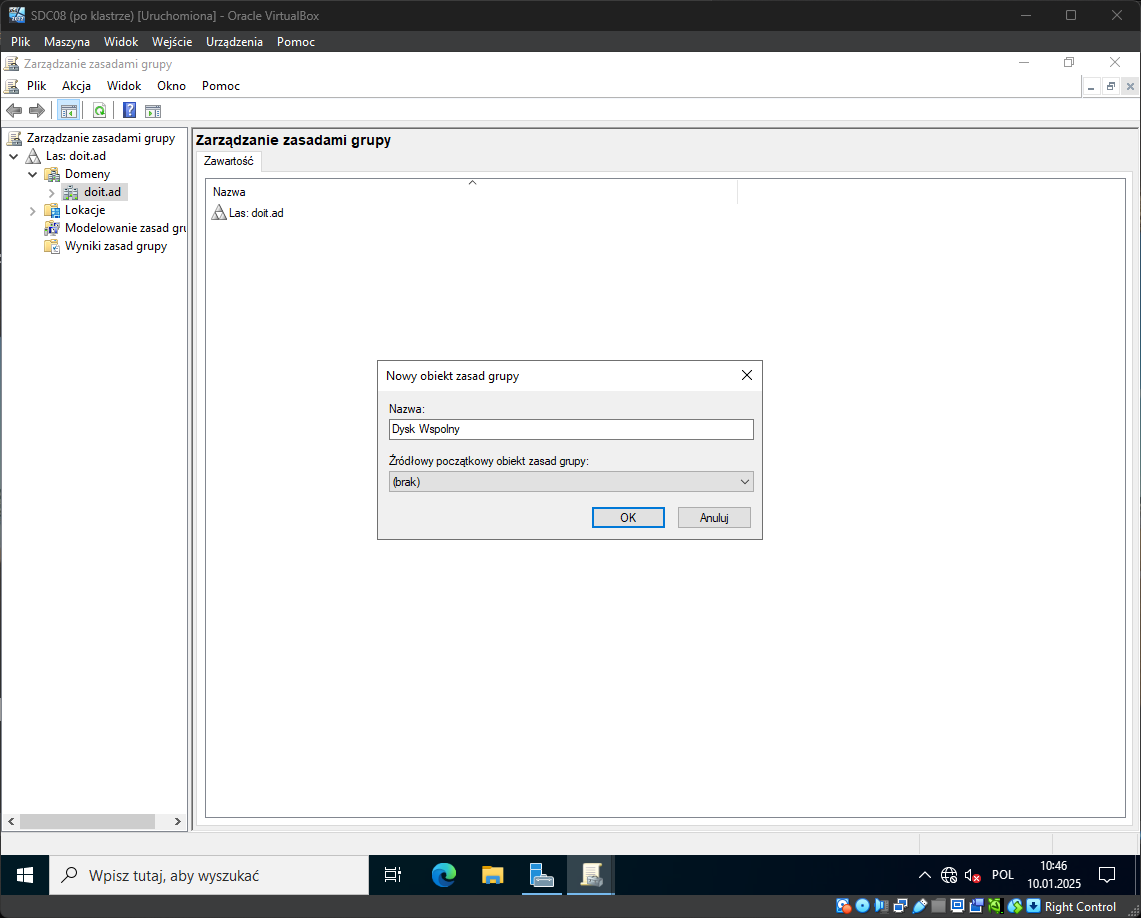 SDC08 (po klastrze) [Uruchomiona] - Oracle VirtualBox
Plik Maszyna Widok Wejście Urządzenia Pomoc
Zarządzanie zasadami grupy
Plik Akcja Widok Okno Pomoc
Zarządzanie zasadami grupy
Las: doit.ad
Domeny
doit.ad
Lokacje
Modelowanie zasad gru
Wyniki zasad grupy
Zarządzanie zasadami grupy
Zawartość
Nazwa
Las: doit.ad
Nowy obiekt zasad grupy
Nazwa:
Dysk Wspolny
Źródłowy początkowy obiekt zasad grupy:
(brak)
OK Anuluj
Wpisz tutaj, aby wyszukać
POL
10:46
10.01.2025
Right Control